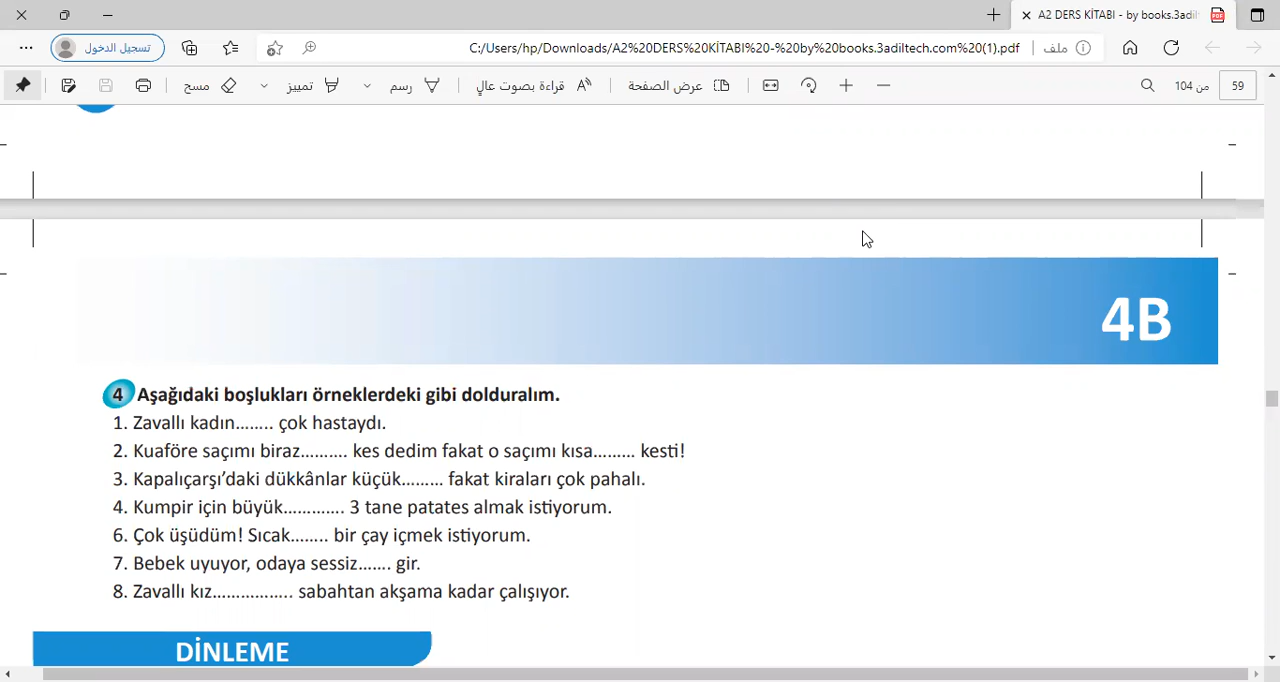 A2 DERS KİTABI - by books.3adil
PDF
تسجيل الدخول
C:/Users/hp/Downloads/A2%20DERS%20KİTABI%20-%20by%20books.3adiltech.com%20(1).pdf
ملف
مسح
تمييز
رسم
قراءة بصوت عالٍ
عرض الصفحة
من 104
59
4B
4 Aşağıdaki boşlukları örneklerdeki gibi dolduralım.
1. Zavallı kadın…….. çok hastaydı.
2. Kuaföre saçımı biraz………. kes dedim fakat o saçımı kısa……… kesti!
3. Kapalıçarşı’daki dükkânlar küçük……… fakat kiraları çok pahalı.
4. Kumpir için büyük…………. 3 tane patates almak istiyorum.
6. Çok üşüdüm! Sıcak…….. bir çay içmek istiyorum.
7. Bebek uyuyor, odaya sessiz……. gir.
8. Zavallı kız…………….. sabahtan akşama kadar çalışıyor.
DİNLEME